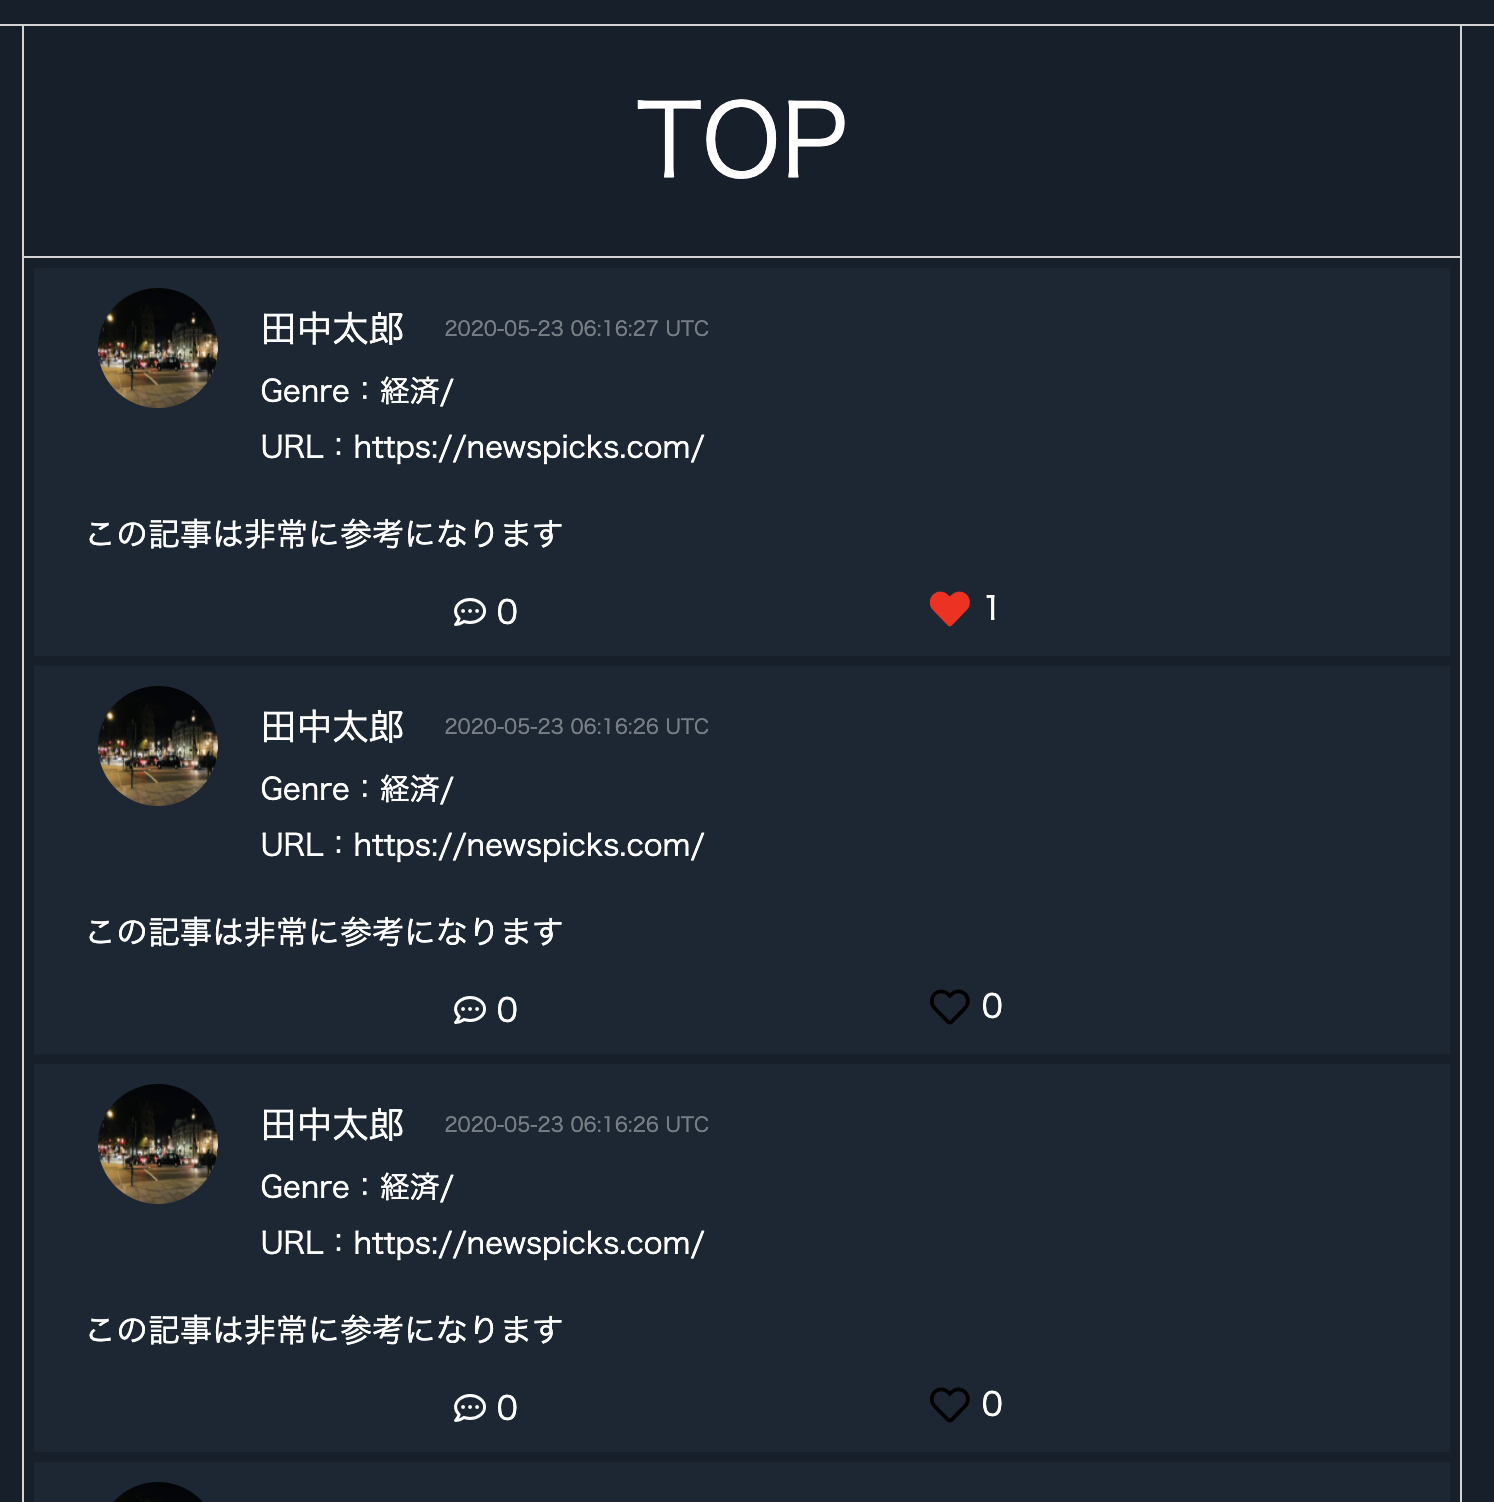 TOP
田中太郎 2020-05-23 06:16:27 UTC
Genre：経済/
URL：https://newspicks.com/
この記事は非常に参考になります
0 1
田中太郎 2020-05-23 06:16:26 UTC
Genre：経済/
URL：https://newspicks.com/
この記事は非常に参考になります
0 0
田中太郎 2020-05-23 06:16:26 UTC
Genre：経済/
URL：https://newspicks.com/
この記事は非常に参考になります
0 0